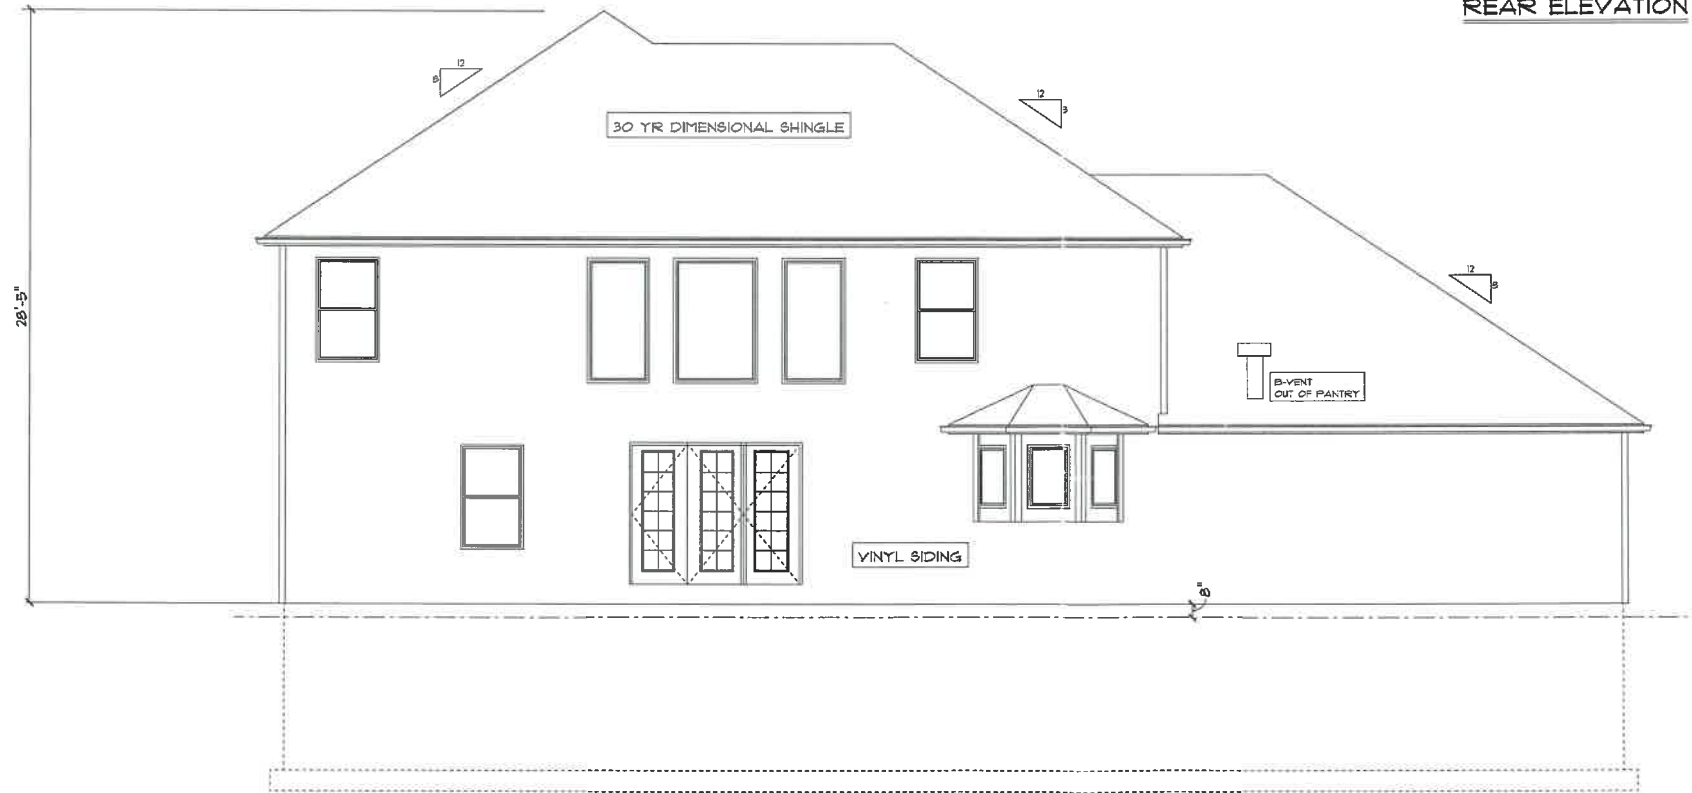 REAR ELEVATION
12
8
12
8
30 YR DIMENSIONAL SHINGLE
12
8
28'-5"
B-VENT
OUT OF PANTRY
VINYL SIDING
8"